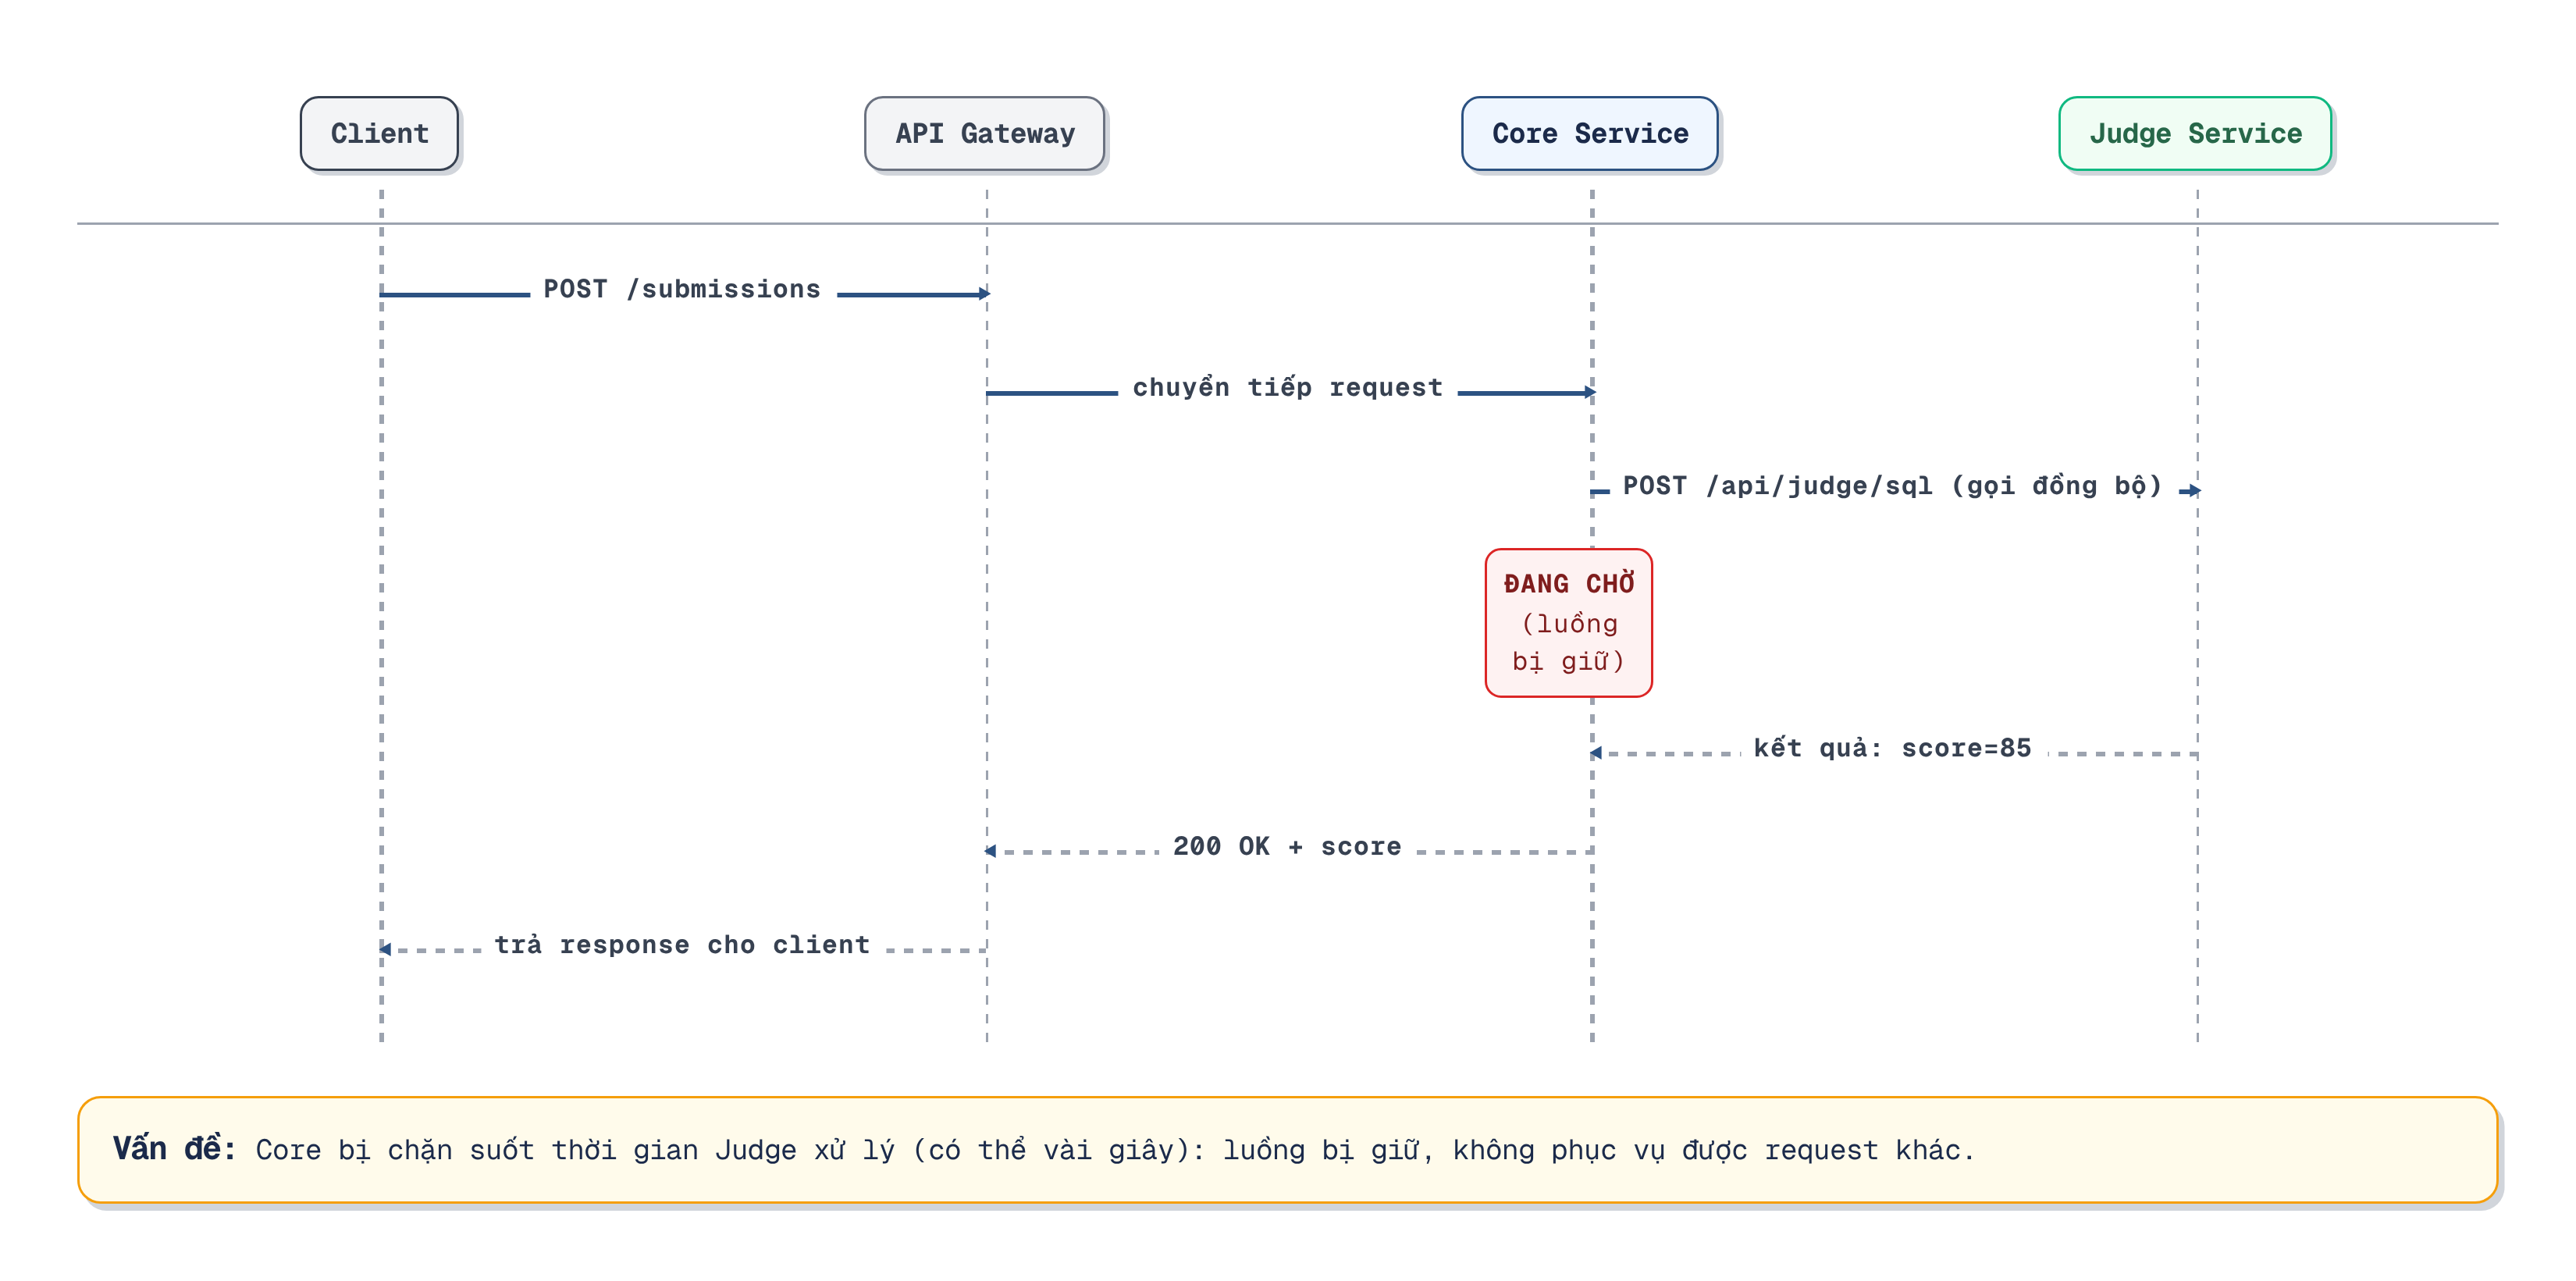 Client
API Gateway
Core Service
Judge Service
POST /submissions
chuyển tiếp request
POST /api/judge/sql (gọi đồng bộ)
ĐANG CHỜ
(luồng
bị giữ)
kết quả: score=85
200 OK + score
trả response cho client
Vấn đề: Core bị chặn suốt thời gian Judge xử lý (có thể vài giây): luồng bị giữ, không phục vụ được request khác.